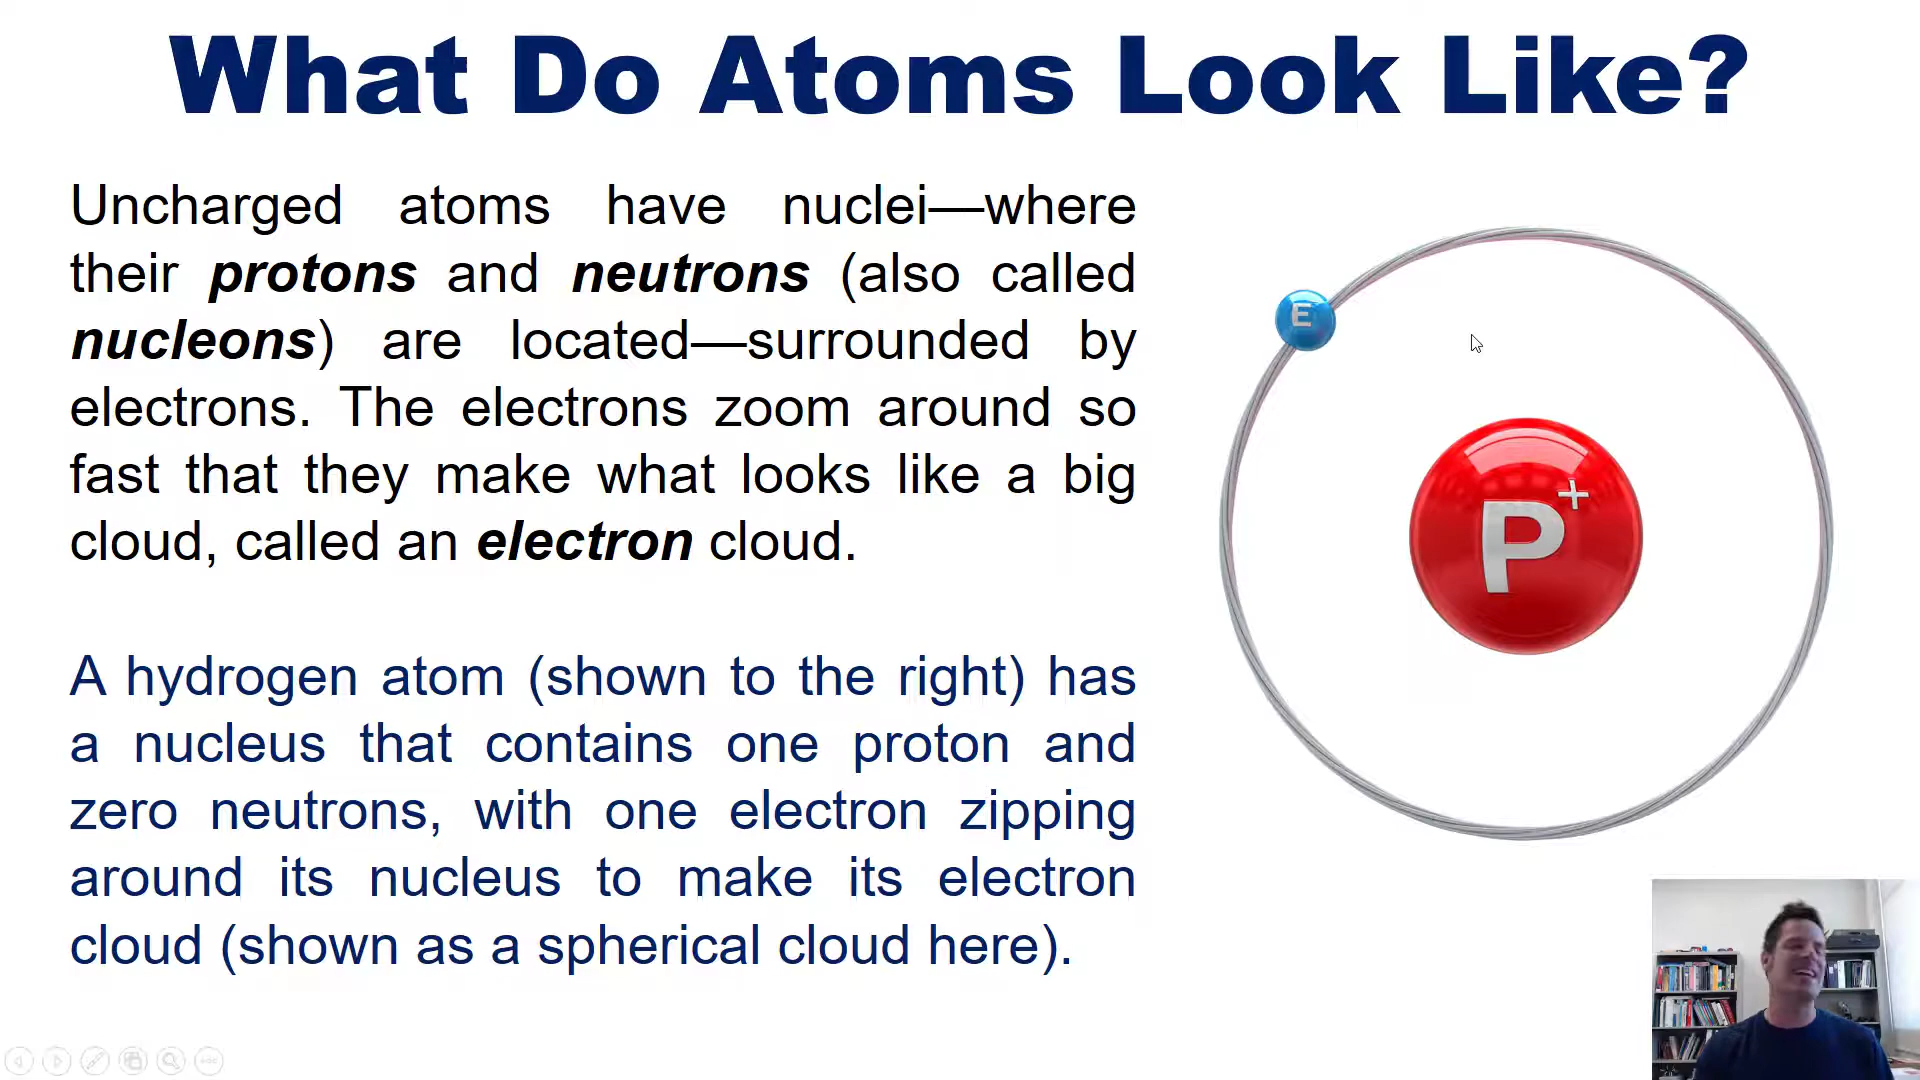 What Do Atoms Look Like?
Uncharged atoms have nuclei—where
their protons and neutrons (also called
nucleons) are located—surrounded by
electrons. The electrons zoom around so
fast that they make what looks like a big
cloud, called an electron cloud.
A hydrogen atom (shown to the right) has
a nucleus that contains one proton and
zero neutrons, with one electron zipping
around its nucleus to make its electron
cloud (shown as a spherical cloud here).
E-
P+